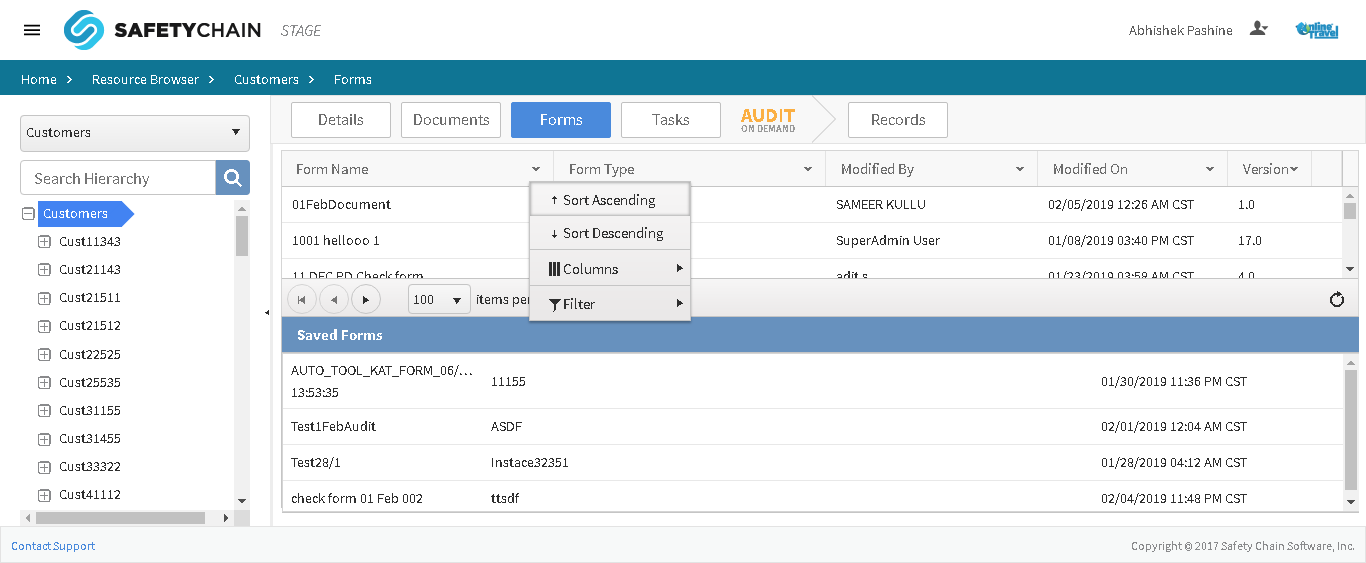 SAFETYCHAIN STAGE
Abhishek Pashine
Online Travel
Home > Resource Browser > Customers > Forms
Customers
Search Hierarchy
Customers
Cust11343
Cust21143
Cust21511
Cust21512
Cust22525
Cust25535
Cust31155
Cust31455
Cust33322
Cust41112
Details Documents Forms Tasks AUDIT ON DEMAND Records
Form Name Form Type Modified By Modified On Version
01FebDocument SAMEER KULLU 02/05/2019 12:26 AM CST 1.0
1001 hellooo 1 SuperAdmin User 01/08/2019 03:40 PM CST 17.0
11 DEC PD Check form adit s 01/23/2019 03:58 AM CST 4.0
↑ Sort Ascending
↓ Sort Descending
Columns
Filter
100 items per
Saved Forms
AUTO_TOOL_KAT_FORM_06/...
13:53:35 11155 01/30/2019 11:36 PM CST
Test1FebAudit ASDF 02/01/2019 12:04 AM CST
Test28/1 Instace32351 01/28/2019 04:12 AM CST
check form 01 Feb 002 ttsdf 02/04/2019 11:48 PM CST
Contact Support
Copyright © 2017 Safety Chain Software, Inc.